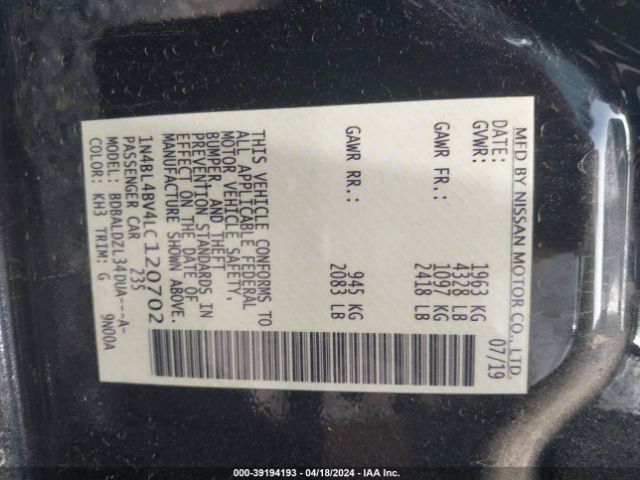 MFD BY NISSAN MOTOR CO., LTD.
DATE: 07/19
GVWR: 1963 KG
4328 LB
GAWR FR.: 1097 KG
2418 LB
GAWR RR.: 945 KG
2083 LB
THIS VEHICLE CONFORMS TO
ALL APPLICABLE FEDERAL
MOTOR VEHICLE SAFETY,
BUMPER, AND THEFT
PREVENTION STANDARDS IN
EFFECT ON THE DATE OF
MANUFACTURE SHOWN ABOVE.
1N4BL4BV4LC120702
PASSENGER CAR 235
MODEL: BDBALDZL34DUA---A-
COLOR: KH3 TRIM: G 9N00A
000-39194193 - 04/18/2024 - IAA Inc.